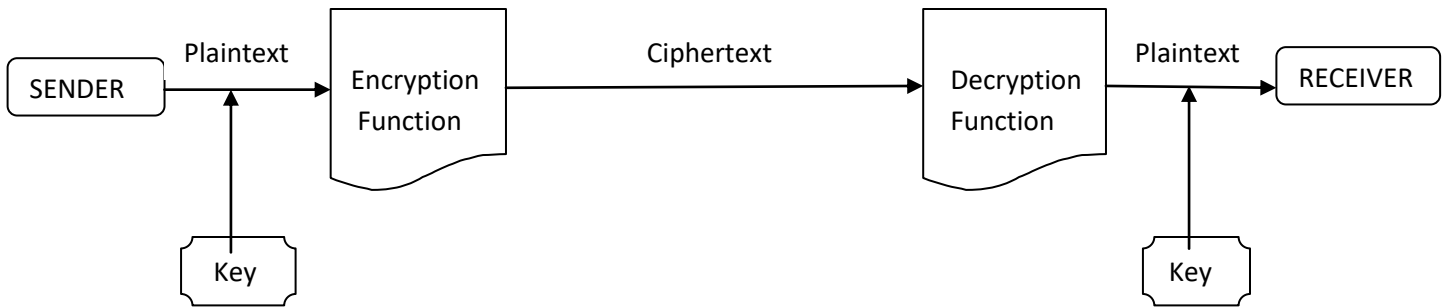 Plaintext
Ciphertext
Plaintext
SENDER
Encryption
Function
Decryption
Function
RECEIVER
Key
Key